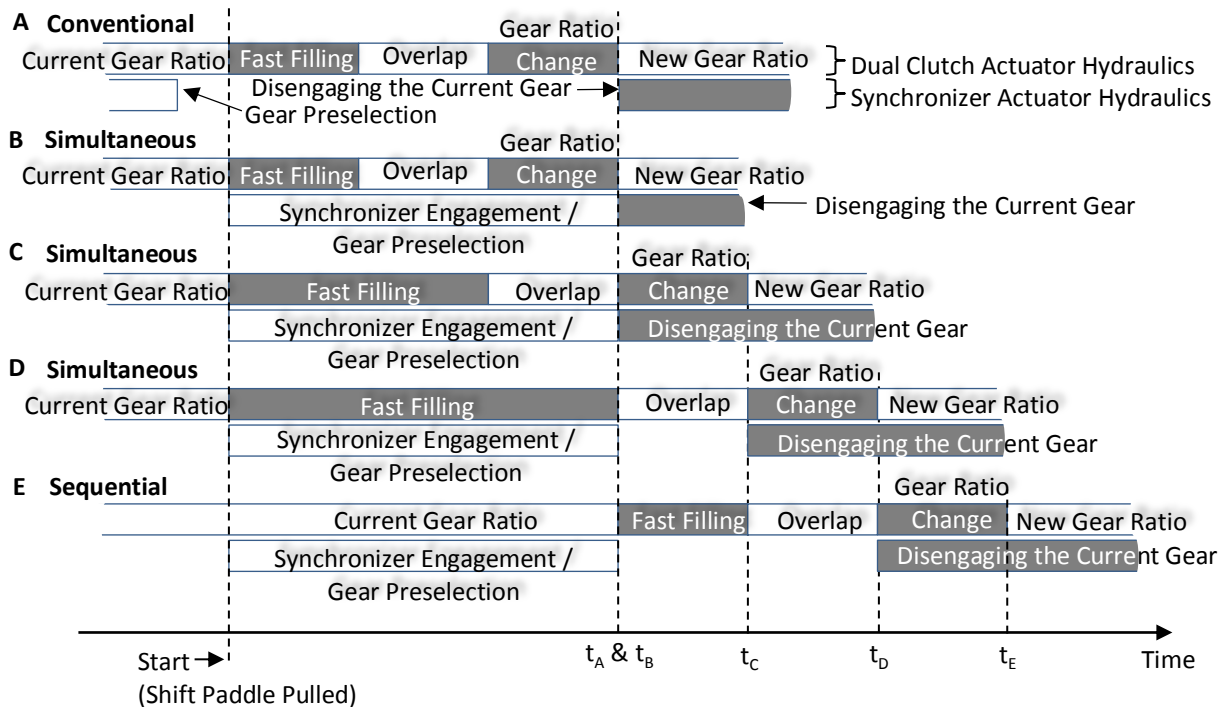 A Conventional
Gear Ratio
Current Gear Ratio Fast Filling Overlap Change New Gear Ratio
Dual Clutch Actuator Hydraulics
Disengaging the Current Gear
Synchronizer Actuator Hydraulics
Gear Preselection
B Simultaneous
Gear Ratio
Current Gear Ratio Fast Filling Overlap Change New Gear Ratio
Synchronizer Engagement /
Gear Preselection
Disengaging the Current Gear
C Simultaneous
Gear Ratio
Current Gear Ratio Fast Filling Overlap Change New Gear Ratio
Synchronizer Engagement /
Gear Preselection
Disengaging the Current Gear
D Simultaneous
Gear Ratio
Current Gear Ratio Fast Filling Overlap Change New Gear Ratio
Synchronizer Engagement /
Gear Preselection
Disengaging the Current Gear
E Sequential
Gear Ratio
Current Gear Ratio Fast Filling Overlap Change New Gear Ratio
Synchronizer Engagement /
Gear Preselection
Disengaging the Current Gear
Start
(Shift Paddle Pulled)
tA & tB tC tD tE Time